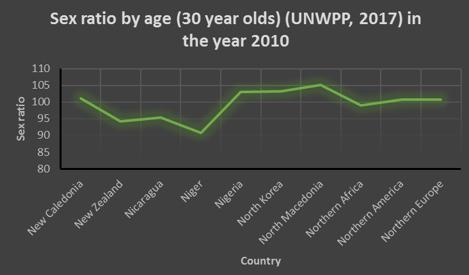 Sex ratio by age (30 year olds) (UNWPP, 2017) in
the year 2010
110
105
100
95
90
85
80
Sex ratio
New Caledonia
New Zealand
Nicaragua
Niger
Nigeria
North Korea
North Macedonia
Northern Africa
Northern America
Northern Europe
Country